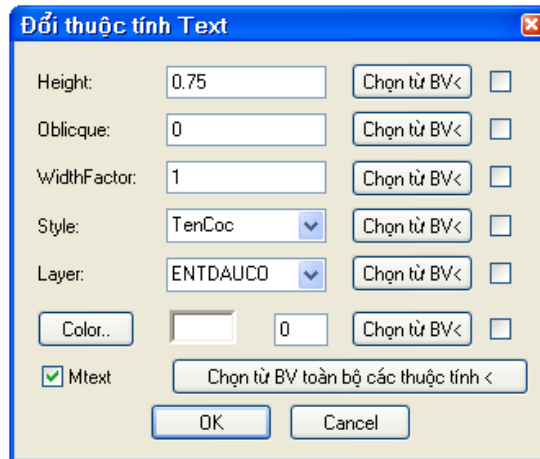 Đổi thuộc tính Text
Height: 0.75 Chọn từ BV<
Oblicque: 0 Chọn từ BV<
WidthFactor: 1 Chọn từ BV<
Style: TenCoc Chọn từ BV<
Layer: ENTDAUCO Chọn từ BV<
Color.. 0 Chọn từ BV<
Mtext Chọn từ BV toàn bộ các thuộc tính <
OK Cancel